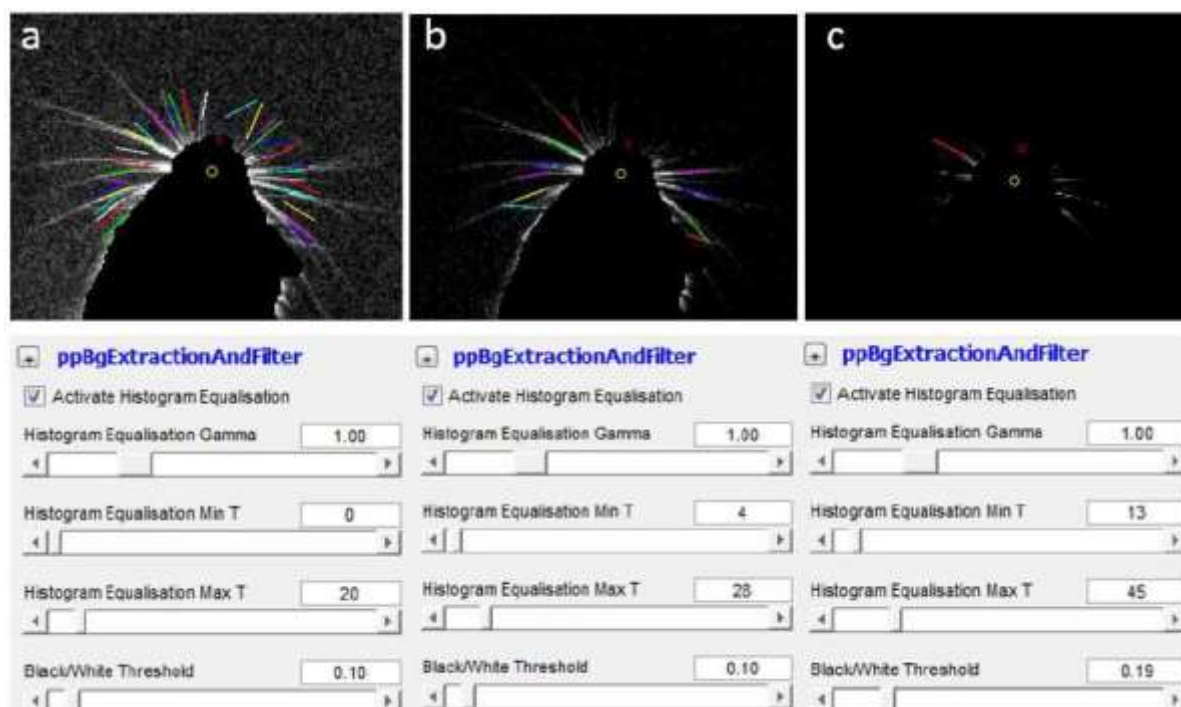 a
b
c
ppBgExtractionAndFilter
Activate Histogram Equalisation
Histogram Equalisation Gamma 1.00
Histogram Equalisation Min T 0
Histogram Equalisation Max T 20
Black/White Threshold 0.10
ppBgExtractionAndFilter
Activate Histogram Equalisation
Histogram Equalisation Gamma 1.00
Histogram Equalisation Min T 4
Histogram Equalisation Max T 28
Black/White Threshold 0.10
ppBgExtractionAndFilter
Activate Histogram Equalisation
Histogram Equalisation Gamma 1.00
Histogram Equalisation Min T 13
Histogram Equalisation Max T 45
Black/White Threshold 0.19